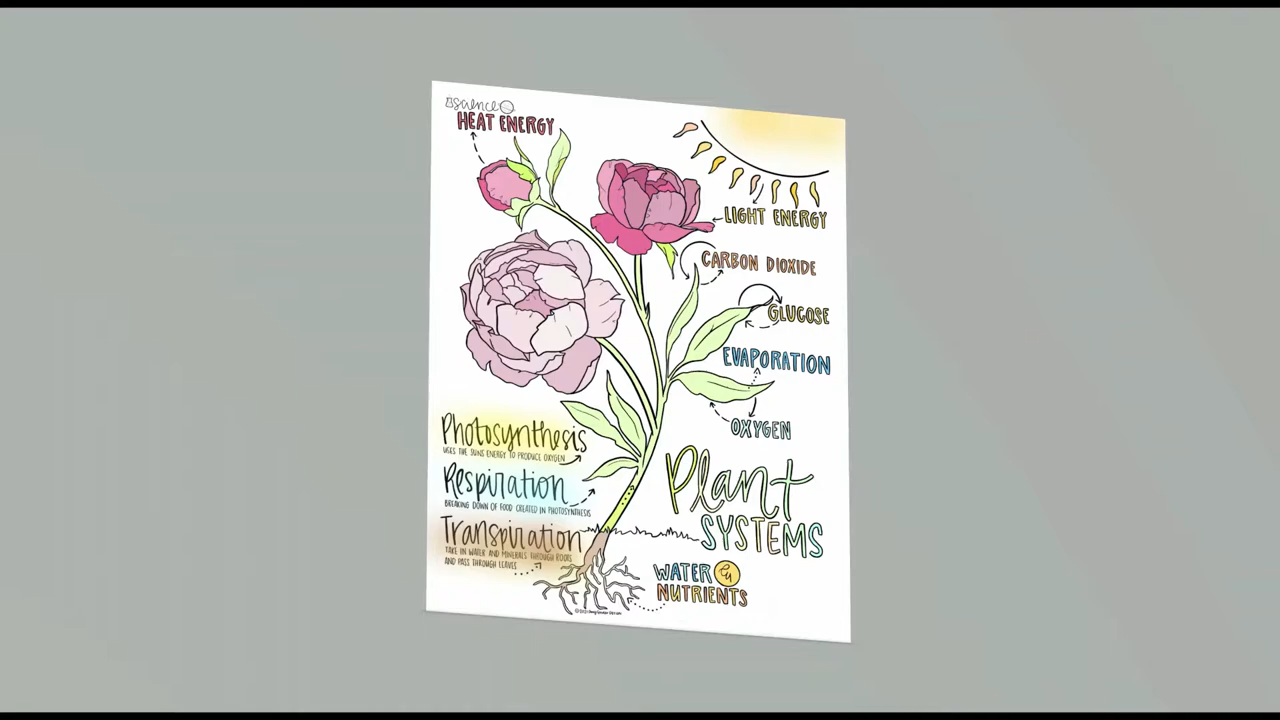 Science
HEAT ENERGY
LIGHT ENERGY
CARBON DIOXIDE
GLUCOSE
EVAPORATION
OXYGEN
Photosynthesis
USES THE SUNS ENERGY TO PRODUCE OXYGEN
Respiration
BREAKING DOWN OF FOOD CREATED IN PHOTOSYNTHESIS
Transpiration
TAKE IN WATER AND MINERALS THROUGH ROOTS
AND PASS THROUGH LEAVES
Plant
SYSTEMS
WATER
NUTRIENTS